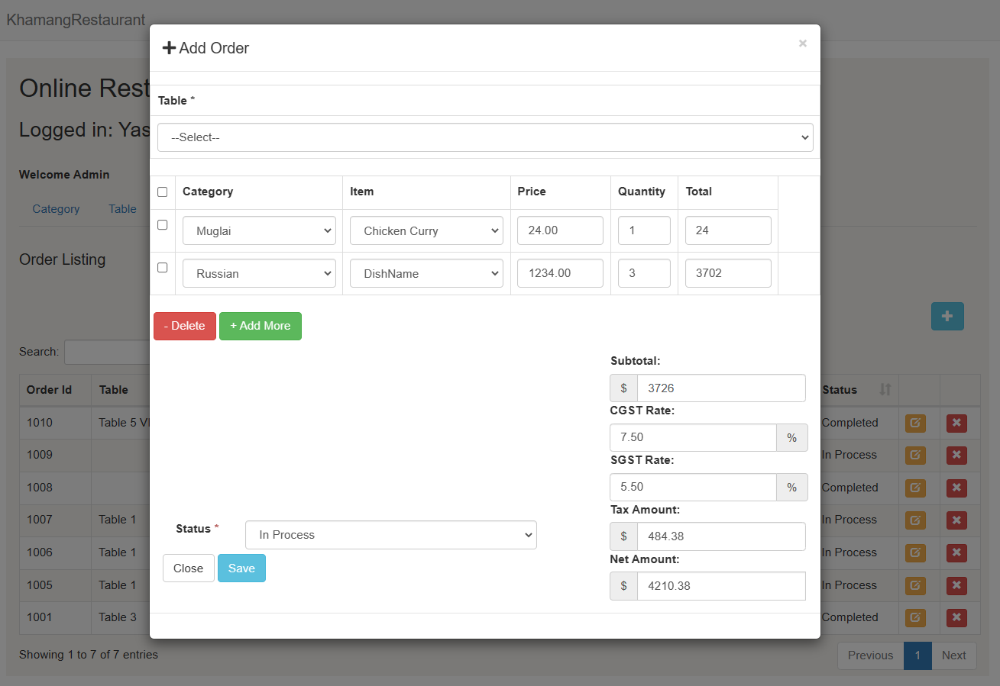 KhamangRestaurant
Add Order
×
Online Rest
Logged in: Yas
Welcome Admin
Category Table
Order Listing
Search:
Table *
--Select--
Category Item Price Quantity Total
Muglai Chicken Curry 24.00 1 24
Russian DishName 1234.00 3 3702
- Delete + Add More
Subtotal:
$ 3726
CGST Rate:
7.50 %
SGST Rate:
5.50 %
Tax Amount:
$ 484.38
Net Amount:
$ 4210.38
Status * In Process
Close Save
Order Id Table Status
1010 Table 5 VI Completed
1009 In Process
1008 Completed
1007 Table 1 In Process
1006 Table 1 In Process
1005 Table 1 In Process
1001 Table 3 Completed
Showing 1 to 7 of 7 entries
Previous 1 Next